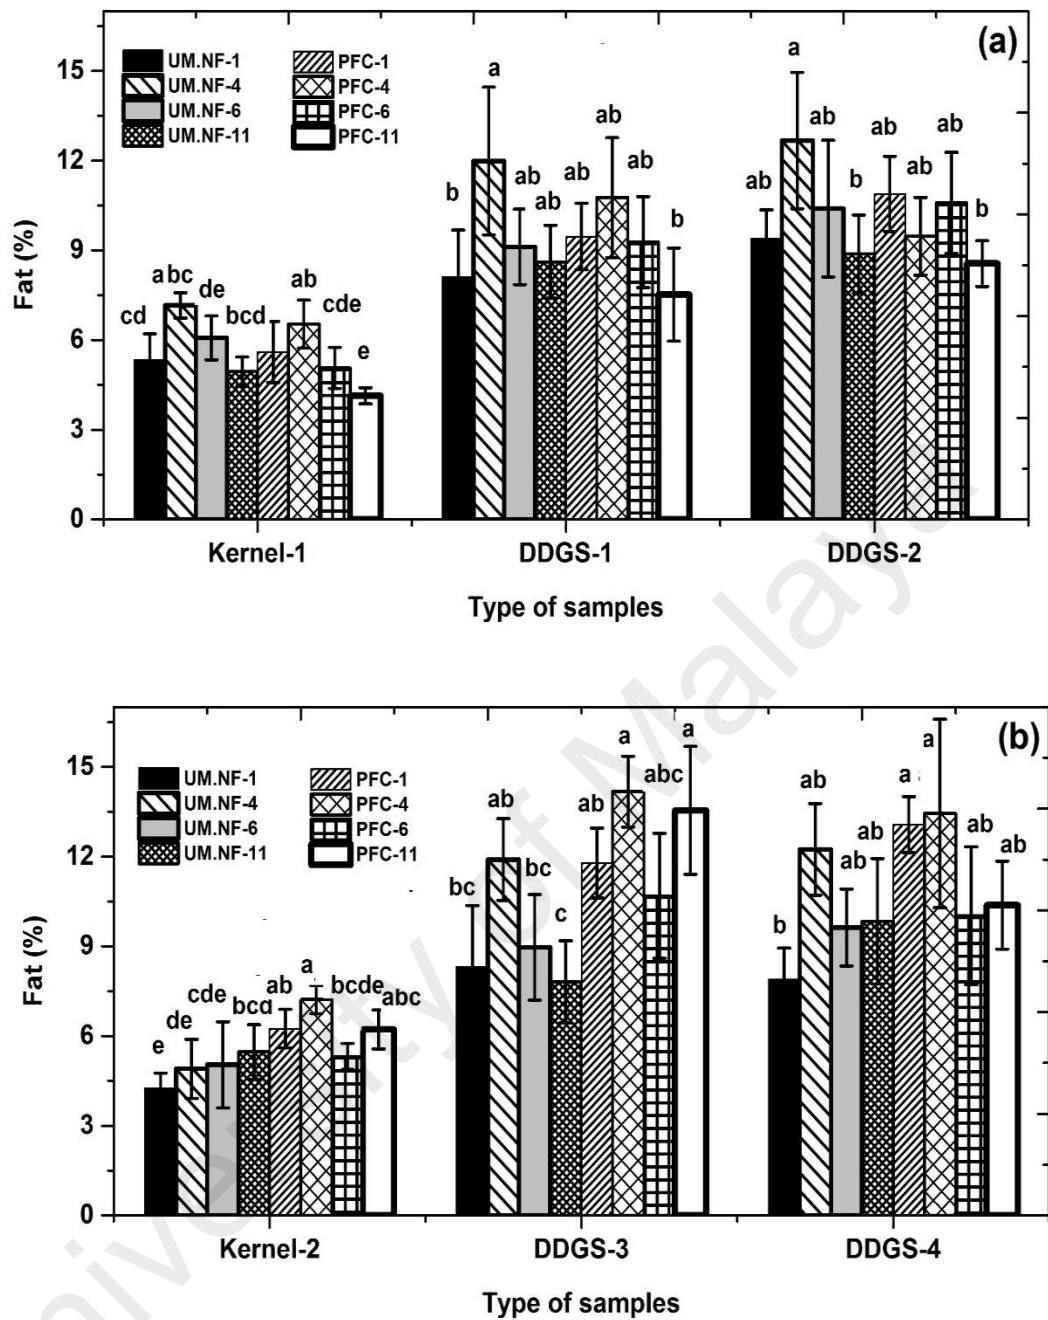 (a)
UM.NF-1 PFC-1
UM.NF-4 PFC-4
UM.NF-6 PFC-6
UM.NF-11 PFC-11
15
12
9
6
3
0
Fat (%)
cd a bc de bcd ab cde e
b a ab ab ab ab ab b
ab a ab b ab ab ab b
Kernel-1 DDGS-1 DDGS-2
Type of samples
(b)
UM.NF-1 PFC-1
UM.NF-4 PFC-4
UM.NF-6 PFC-6
UM.NF-11 PFC-11
15
12
9
6
3
0
Fat (%)
e de cde bcd ab a bcde abc
bc ab bc c ab a abc a
b ab ab ab a a ab ab
Kernel-2 DDGS-3 DDGS-4
Type of samples
University of Malaya